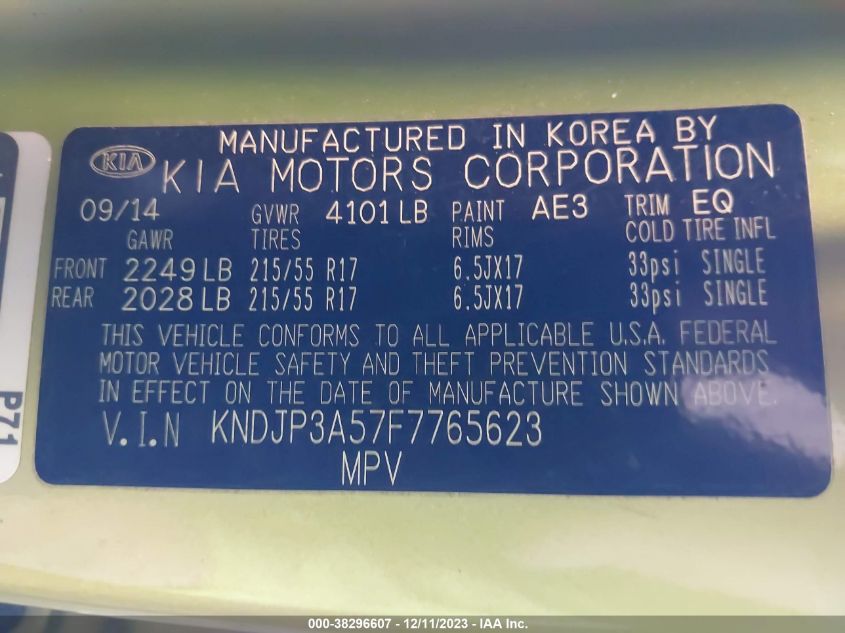 MANUFACTURED IN KOREA BY
KIA KIA MOTORS CORPORATION
09/14 GVWR 4101 LB PAINT AE3 TRIM EQ
GAWR TIRES RIMS COLD TIRE INFL
FRONT 2249 LB 215/55 R17 6.5JX17 33psi SINGLE
REAR 2028 LB 215/55 R17 6.5JX17 33psi SINGLE
THIS VEHICLE CONFORMS TO ALL APPLICABLE U.S.A. FEDERAL
MOTOR VEHICLE SAFETY AND THEFT PREVENTION STANDARDS
IN EFFECT ON THE DATE OF MANUFACTURE SHOWN ABOVE.
V.I.N KNDJP3A57F7765623
MPV
P71
000-38296607 - 12/11/2023 - IAA Inc.